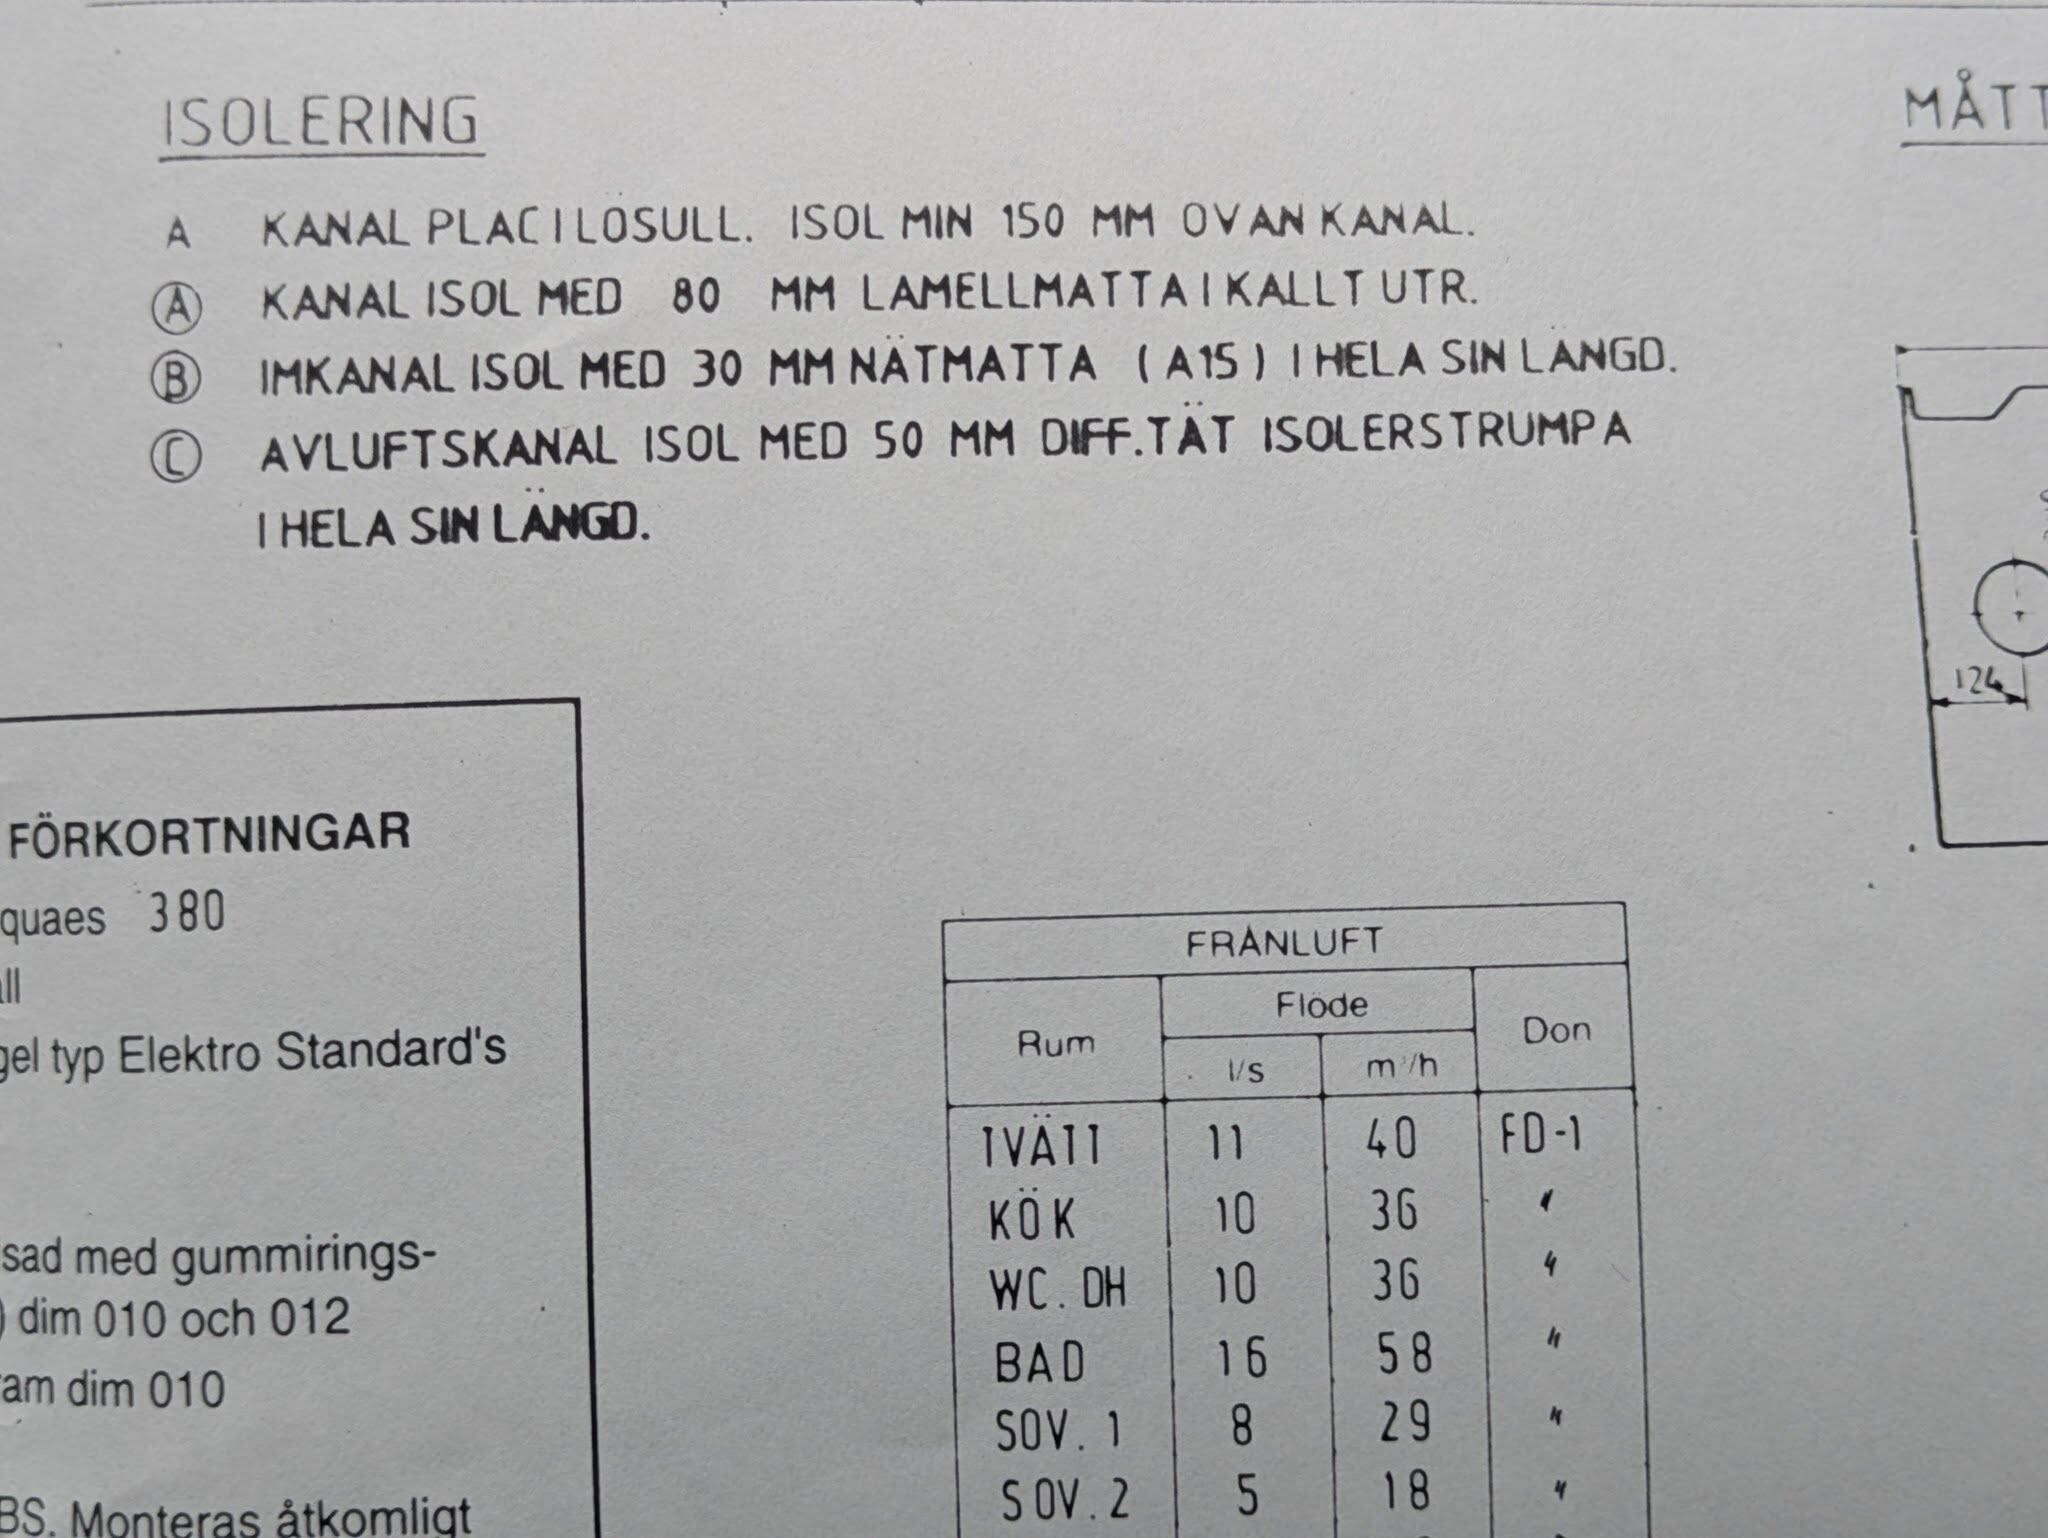 ISOLERING
A KANAL PLAC I LÖSULL. ISOL MIN 150 MM OVAN KANAL.
Ⓐ KANAL ISOL MED 80 MM LAMELLMATTA I KALLT UTR.
Ⓑ IMKANAL ISOL MED 30 MM NÄTMATTA (A15) I HELA SIN LÄNGD.
Ⓒ AVLUFTSKANAL ISOL MED 50 MM DIFF.TÄT ISOLERSTRUMPA
I HELA SIN LÄNGD.
MÅTT
124
FÖRKORTNINGAR
quaes 380
all
gel typ Elektro Standard's
sad med gummirings-
) dim 010 och 012
ram dim 010
BS. Monteras åtkomligt
FRÅNLUFT
Rum Flöde Don
l/s m³/h
TVÄTT 11 40 FD-1
KÖK 10 36 "
WC. DH 10 36 "
BAD 16 58 "
SOV. 1 8 29 "
SOV. 2 5 18 "